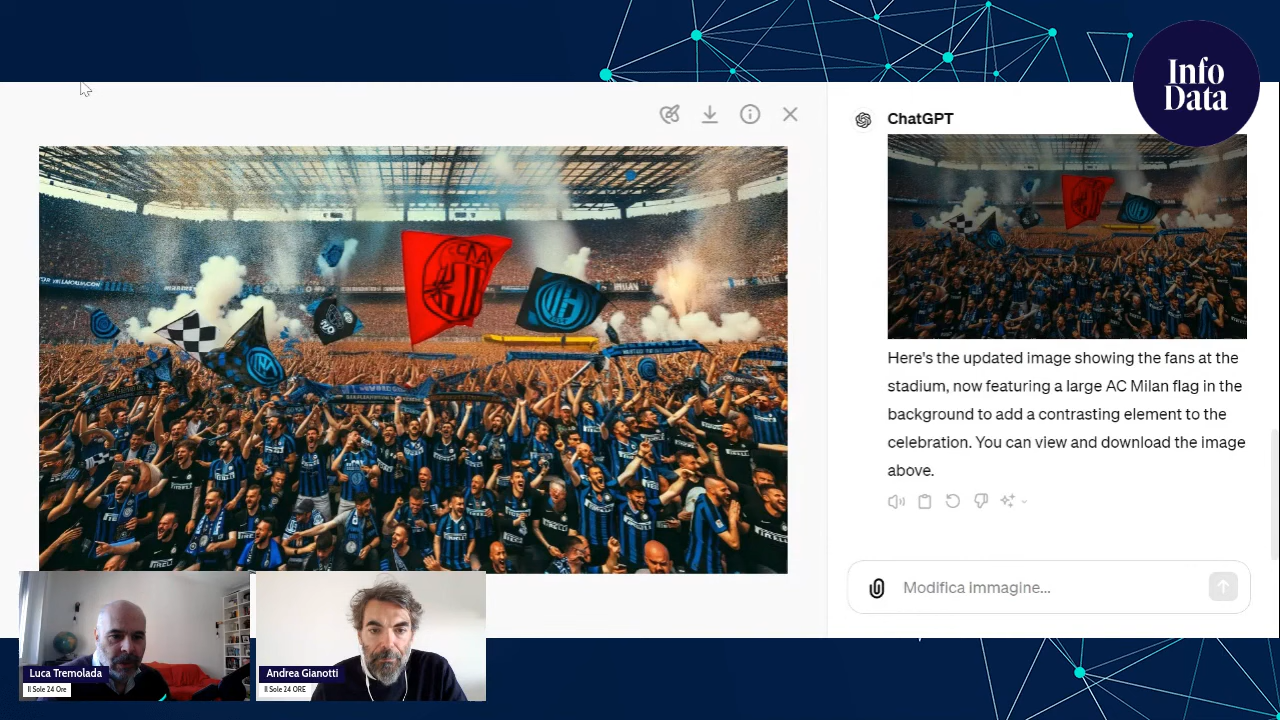 Info
Data
ChatGPT
PIRELLI
Here's the updated image showing the fans at the
stadium, now featuring a large AC Milan flag in the
background to add a contrasting element to the
celebration. You can view and download the image
above.
Modifica immagine...
Luca Tremolada
Il Sole 24 Ore
Andrea Gianotti
Il Sole 24 ORE